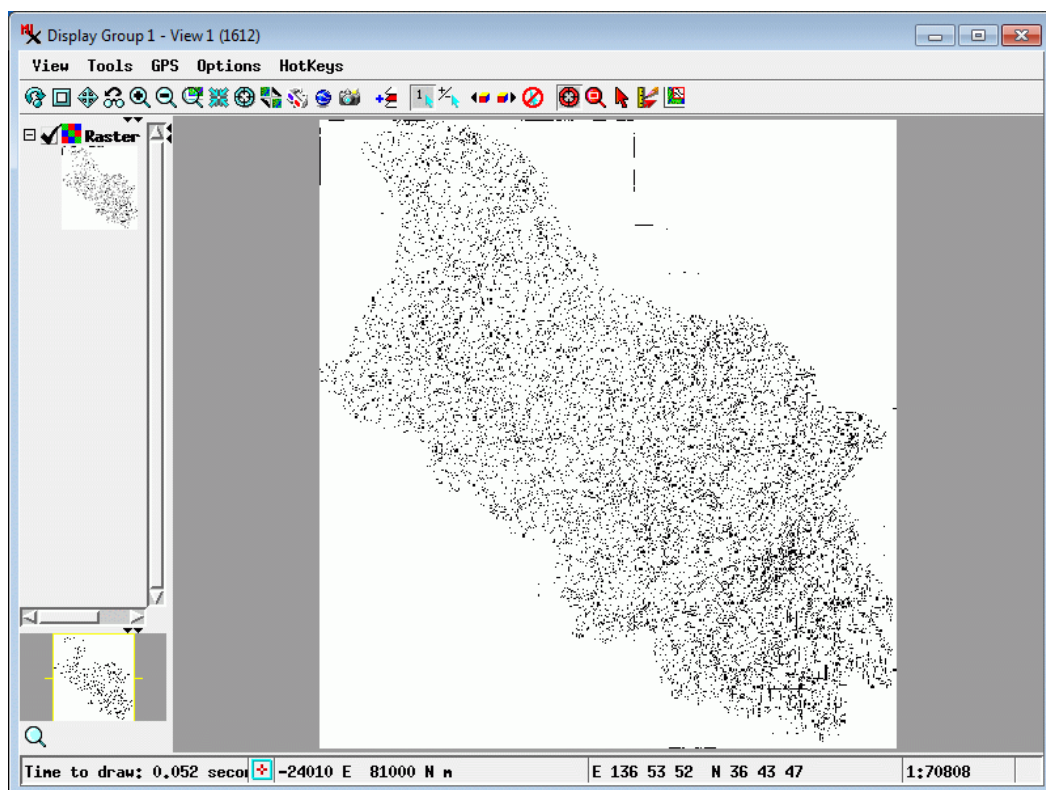 Display Group 1 - View 1 (1612)
View Tools GPS Options HotKeys
Raster
Time to draw: 0.052 seco -24010 E 81000 N m E 136 53 52 N 36 43 47 1:70808